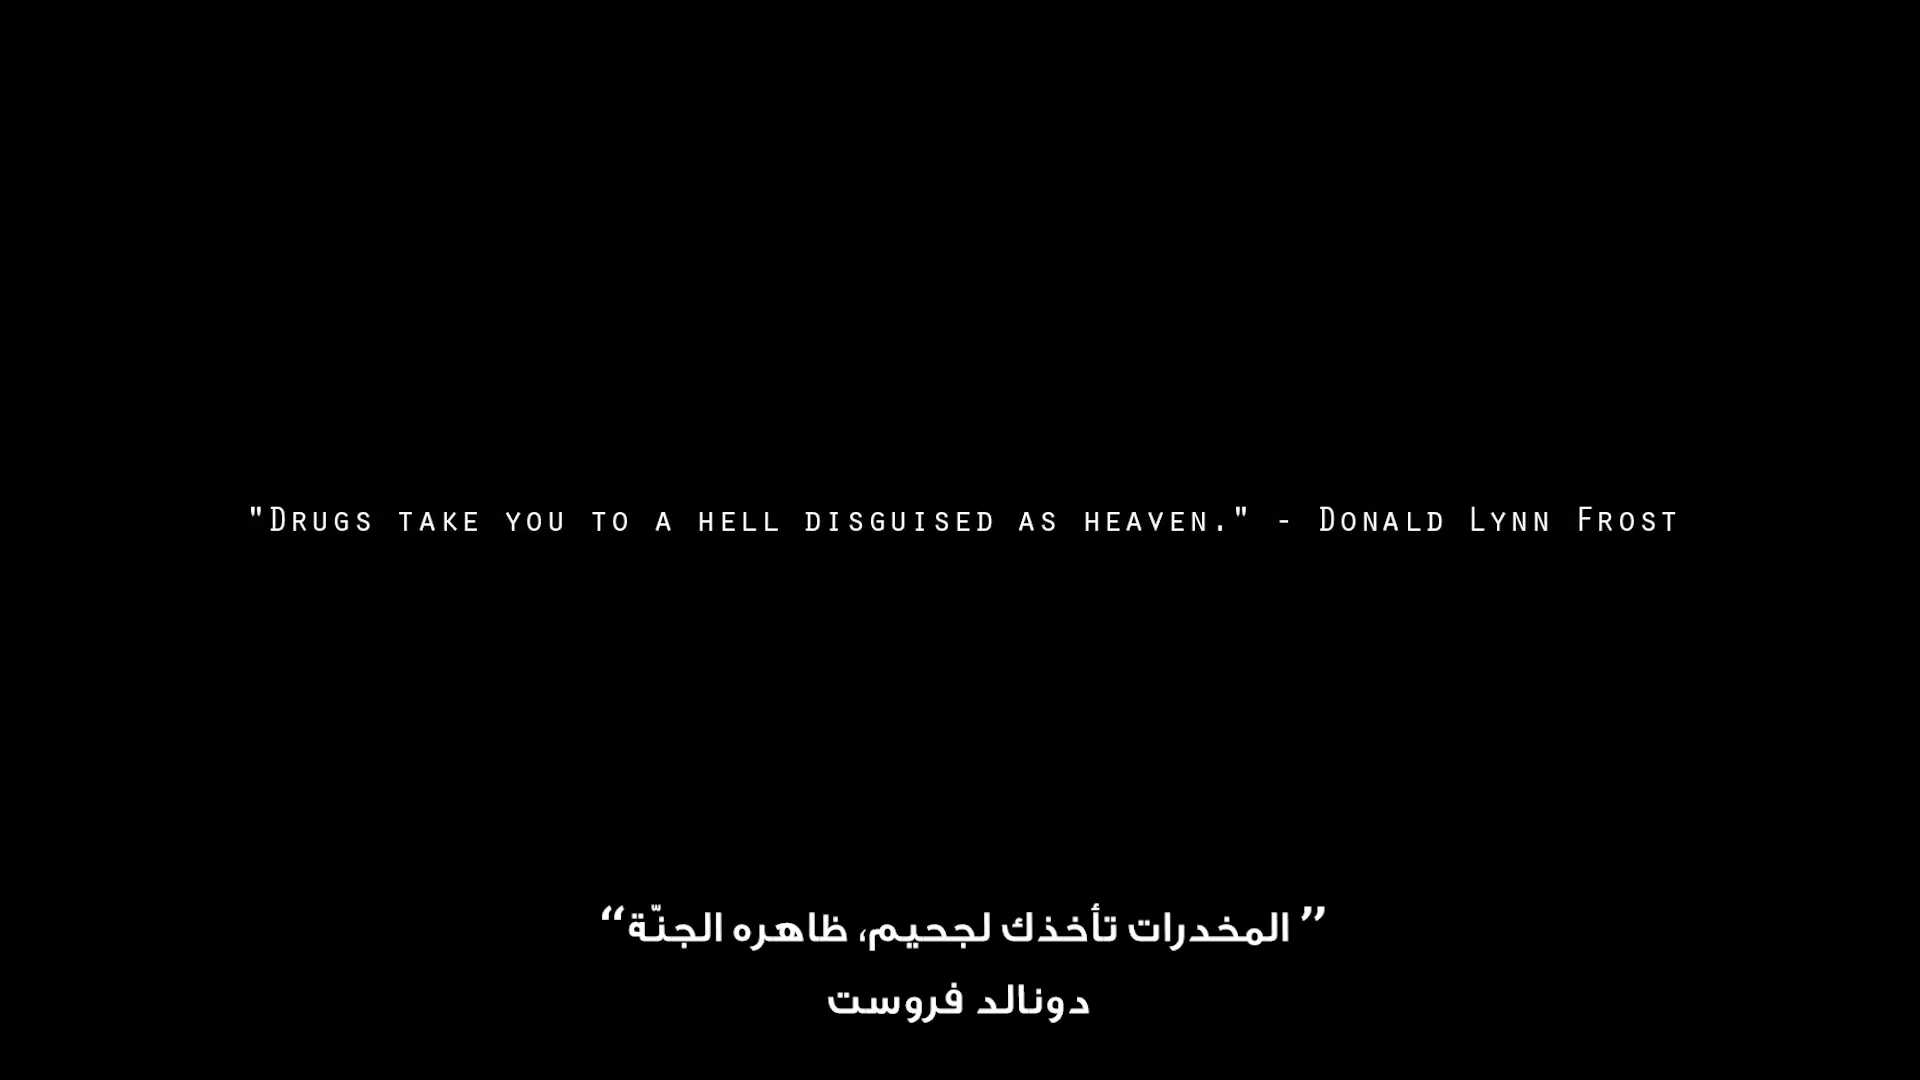 "Drugs take you to a hell disguised as heaven." - Donald Lynn Frost
’’ المخدرات تأخذك لجحيم، ظاهره الجنّة‘‘
دونالد فروست